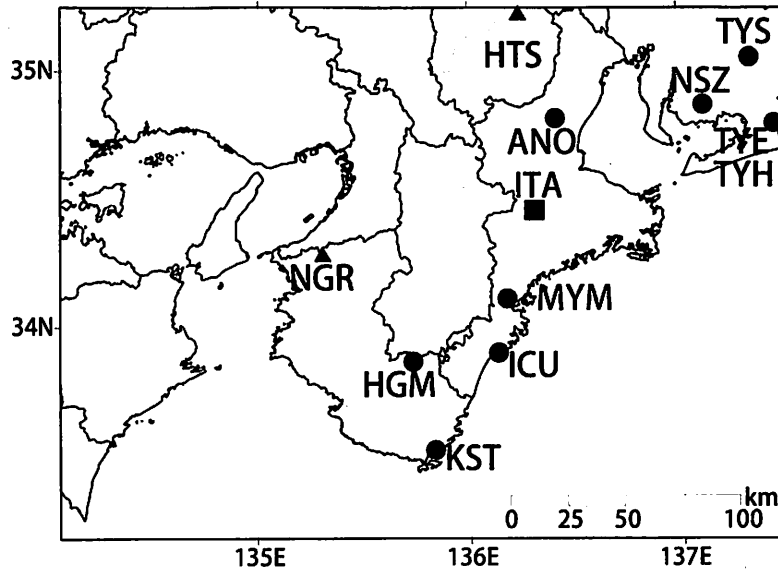 TYS
35N
HTS
NSZ
ANO
TYE
TYH
ITA
NGR
MYM
34N
ICU
HGM
KST
km
0 25 50 100
135E 136E 137E